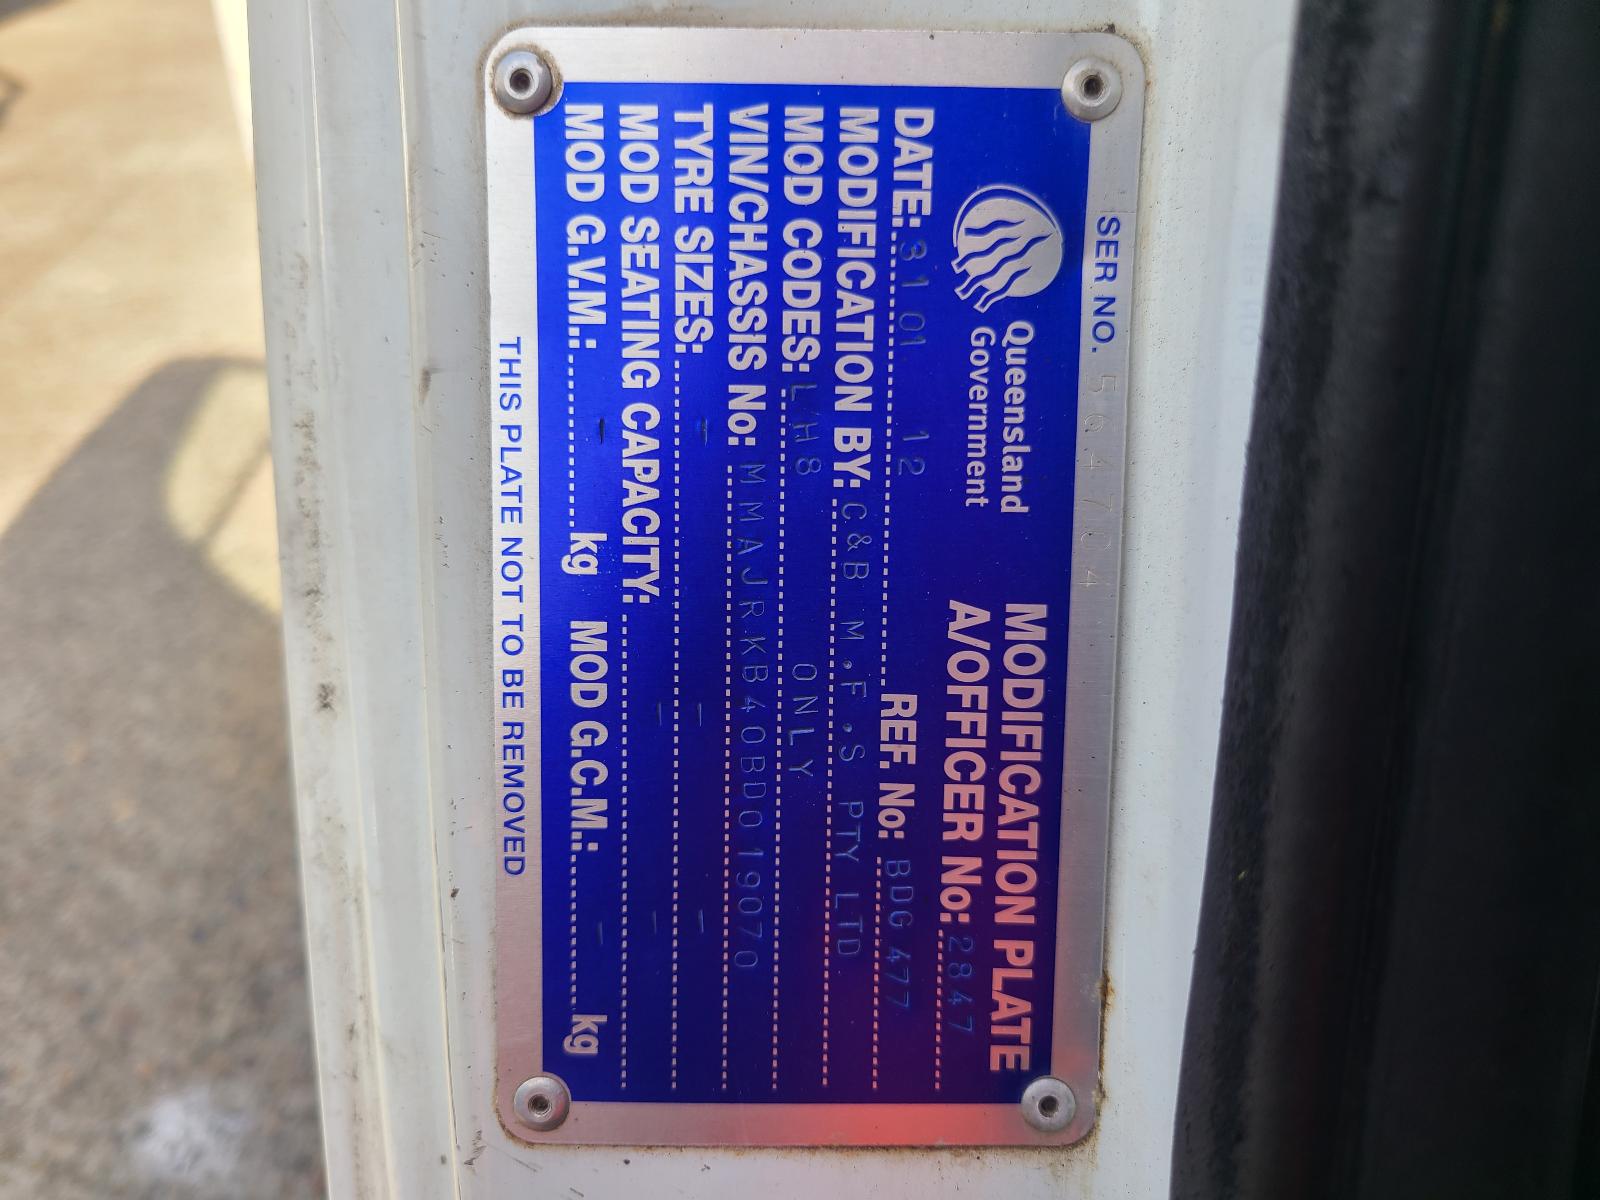 SER NO. 5647704
Queensland Government
MODIFICATION PLATE
A/OFFICER No: 2847
DATE: 31 01 12 REF. No: BDG 477
MODIFICATION BY: C&B M.F.S PTY LTD
MOD CODES: L/H8 ONLY
VIN/CHASSIS No: MMAJRKB40BD019070
TYRE SIZES: - - -
MOD SEATING CAPACITY: - -
MOD G.V.M.: - kg MOD G.C.M.: - kg
THIS PLATE NOT TO BE REMOVED